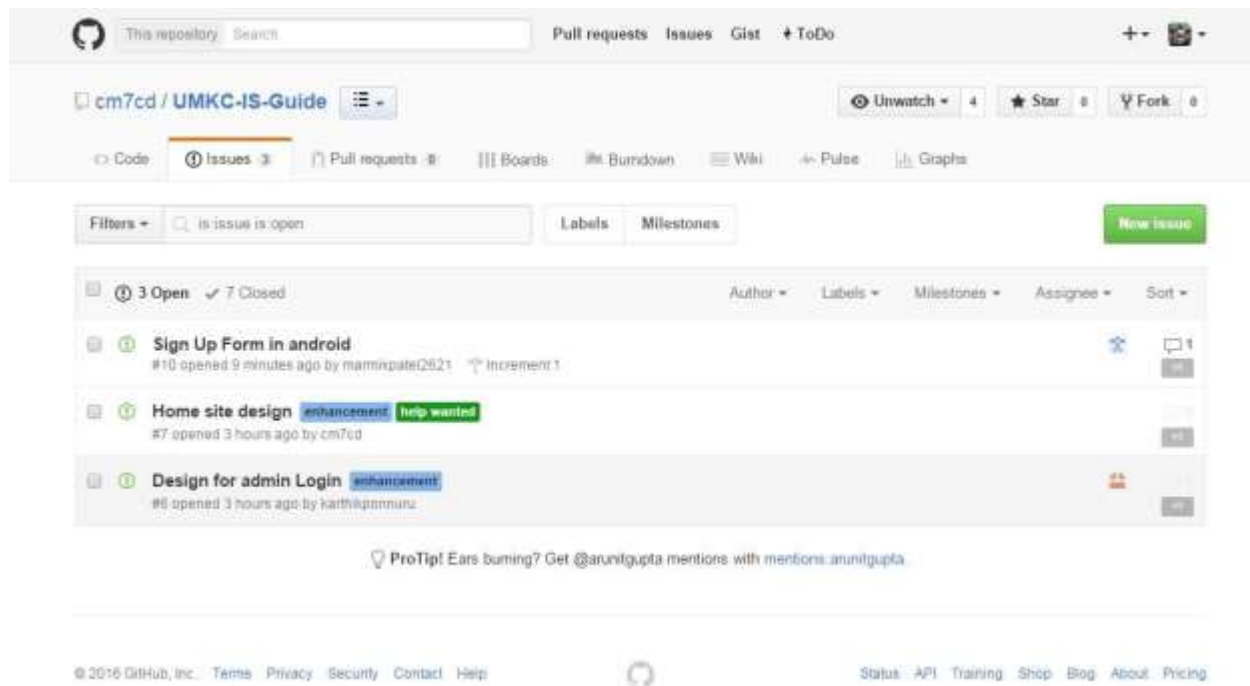 This repository Search Pull requests Issues Gist ToDo
cm7cd / UMKC-IS-Guide Unwatch 4 Star 0 Fork 0
Code Issues 3 Pull requests 0 Boards Burndown Wiki Pulse Graphs
Filters is:issue is:open Labels Milestones New issue
3 Open 7 Closed Author Labels Milestones Assignee Sort
Sign Up Form in android 1
#10 opened 9 minutes ago by Increment 1
Home site design enhancement help wanted
#7 opened 3 hours ago by cm7cd
Design for admin Login enhancement
#6 opened 3 hours ago by karthikponnuru
ProTip! Ears burning? Get @arunitgupta mentions with mentions:arunitgupta.
© 2016 GitHub, Inc. Terms Privacy Security Contact Help Status API Training Shop Blog About Pricing